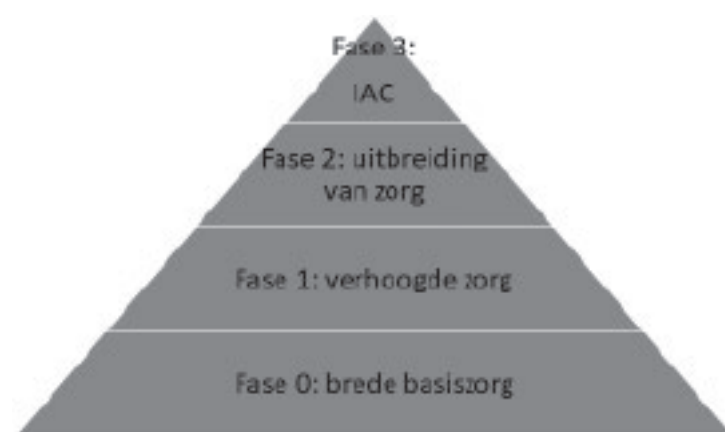 Fase 3:
IAC
Fase 2: uitbreiding
van zorg
Fase 1: verhoogde zorg
Fase 0: brede basiszorg